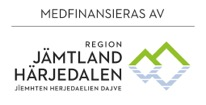 MEDFINANSIERAS AV
REGION
JÄMTLAND
HÄRJEDALEN
JÏEMHTEN HERJEDAELIEN DAJVE